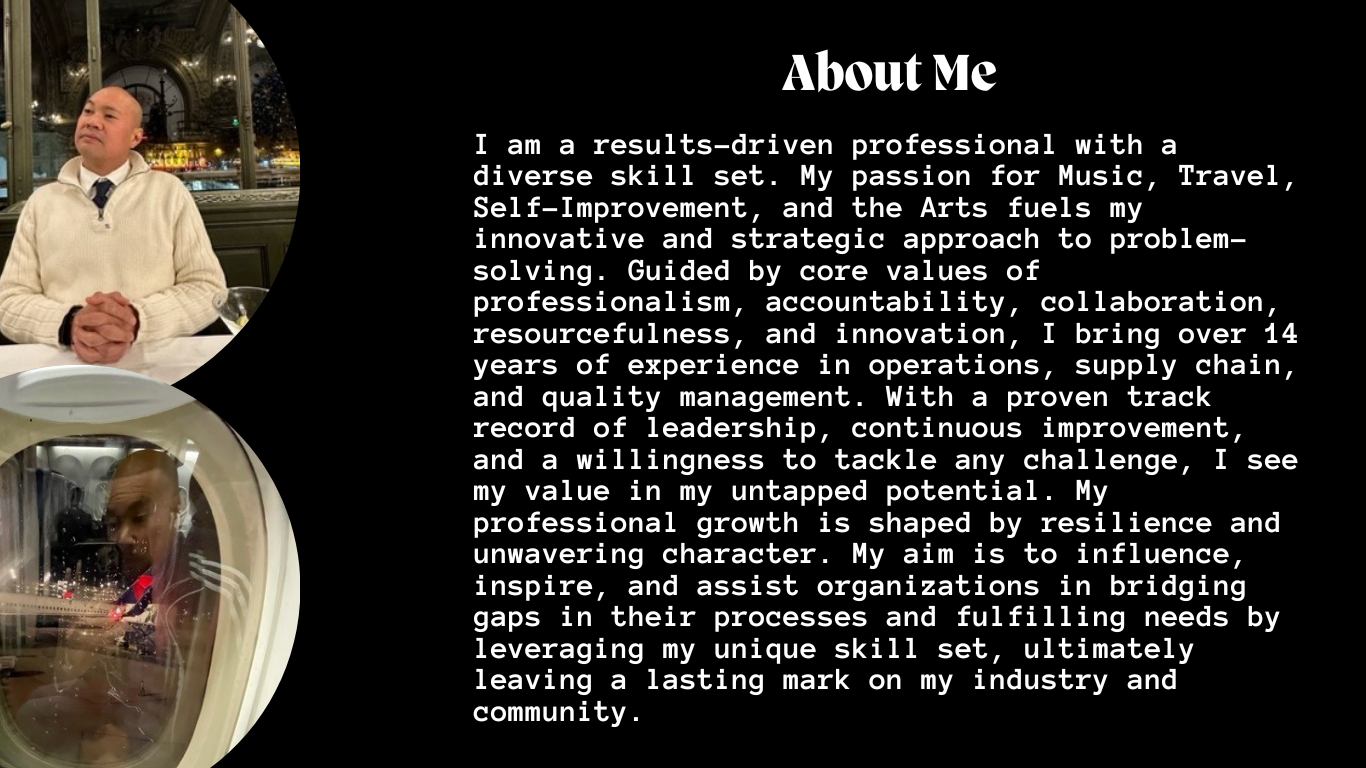 About Me
I am a results-driven professional with a
diverse skill set. My passion for Music, Travel,
Self-Improvement, and the Arts fuels my
innovative and strategic approach to problem-
solving. Guided by core values of
professionalism, accountability, collaboration,
resourcefulness, and innovation, I bring over 14
years of experience in operations, supply chain,
and quality management. With a proven track
record of leadership, continuous improvement,
and a willingness to tackle any challenge, I see
my value in my untapped potential. My
professional growth is shaped by resilience and
unwavering character. My aim is to influence,
inspire, and assist organizations in bridging
gaps in their processes and fulfilling needs by
leveraging my unique skill set, ultimately
leaving a lasting mark on my industry and
community.